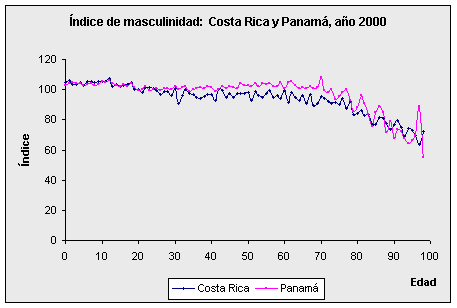 Índice de masculinidad:  Costa Rica y Panamá, año 2000
120
100
80
60
40
20
0
Índice
0 10 20 30 40 50 60 70 80 90 100
Edad
Costa Rica Panamá